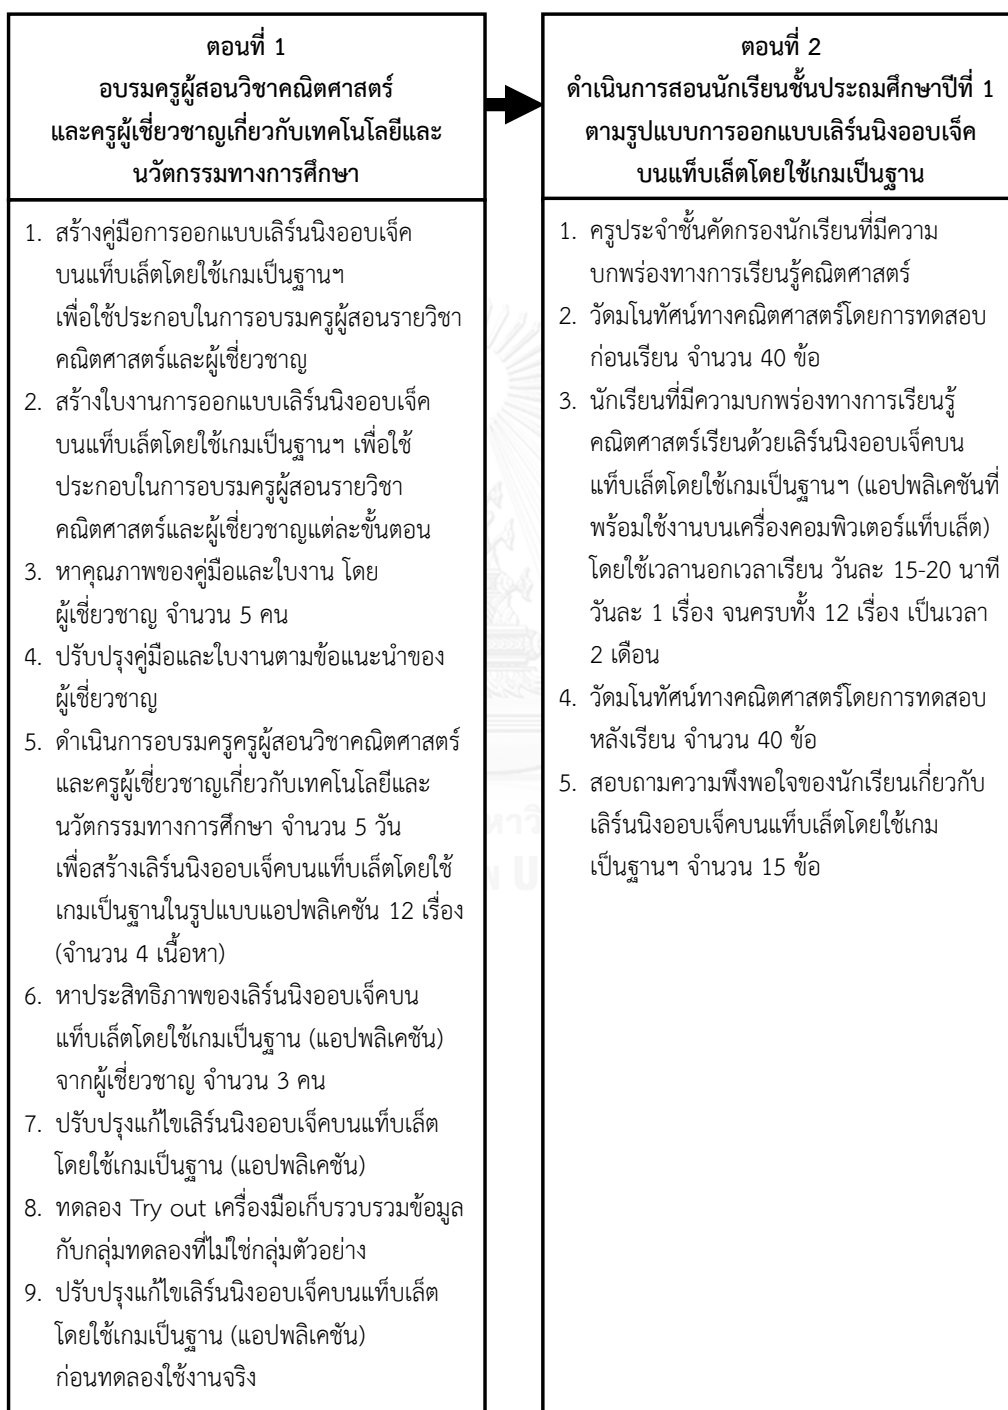 ตอนที่ 1
อบรมครูผู้สอนวิชาคณิตศาสตร์
และครูผู้เชี่ยวชาญเกี่ยวกับเทคโนโลยีและ
นวัตกรรมทางการศึกษา
1. สร้างคู่มือการออกแบบเลิร์นนิงออบเจ็ค
บนแท็บเล็ตโดยใช้เกมเป็นฐานฯ
เพื่อใช้ประกอบในการอบรมครูผู้สอนรายวิชา
คณิตศาสตร์และผู้เชี่ยวชาญ
2. สร้างใบงานการออกแบบเลิร์นนิงออบเจ็ค
บนแท็บเล็ตโดยใช้เกมเป็นฐานฯ เพื่อใช้
ประกอบในการอบรมครูผู้สอนรายวิชา
คณิตศาสตร์และผู้เชี่ยวชาญแต่ละขั้นตอน
3. หาคุณภาพของคู่มือและใบงาน โดย
ผู้เชี่ยวชาญ จำนวน 5 คน
4. ปรับปรุงคู่มือและใบงานตามข้อแนะนำของ
ผู้เชี่ยวชาญ
5. ดำเนินการอบรมครูครูผู้สอนวิชาคณิตศาสตร์
และครูผู้เชี่ยวชาญเกี่ยวกับเทคโนโลยีและ
นวัตกรรมทางการศึกษา จำนวน 5 วัน
เพื่อสร้างเลิร์นนิงออบเจ็คบนแท็บเล็ตโดยใช้
เกมเป็นฐานในรูปแบบแอปพลิเคชัน 12 เรื่อง
(จำนวน 4 เนื้อหา)
6. หาประสิทธิภาพของเลิร์นนิงออบเจ็คบน
แท็บเล็ตโดยใช้เกมเป็นฐาน (แอปพลิเคชัน)
จากผู้เชี่ยวชาญ จำนวน 3 คน
7. ปรับปรุงแก้ไขเลิร์นนิงออบเจ็คบนแท็บเล็ต
โดยใช้เกมเป็นฐาน (แอปพลิเคชัน)
8. ทดลอง Try out เครื่องมือเก็บรวบรวมข้อมูล
กับกลุ่มทดลองที่ไม่ใช่กลุ่มตัวอย่าง
9. ปรับปรุงแก้ไขเลิร์นนิงออบเจ็คบนแท็บเล็ต
โดยใช้เกมเป็นฐาน (แอปพลิเคชัน)
ก่อนทดลองใช้งานจริง
ตอนที่ 2
ดำเนินการสอนนักเรียนชั้นประถมศึกษาปีที่ 1
ตามรูปแบบการออกแบบเลิร์นนิงออบเจ็ค
บนแท็บเล็ตโดยใช้เกมเป็นฐาน
1. ครูประจำชั้นคัดกรองนักเรียนที่มีความ
บกพร่องทางการเรียนรู้คณิตศาสตร์
2. วัดมโนทัศน์ทางคณิตศาสตร์โดยการทดสอบ
ก่อนเรียน จำนวน 40 ข้อ
3. นักเรียนที่มีความบกพร่องทางการเรียนรู้
คณิตศาสตร์เรียนด้วยเลิร์นนิงออบเจ็คบน
แท็บเล็ตโดยใช้เกมเป็นฐานฯ (แอปพลิเคชันที่
พร้อมใช้งานบนเครื่องคอมพิวเตอร์แท็บเล็ต)
โดยใช้เวลานอกเวลาเรียน วันละ 15-20 นาที
วันละ 1 เรื่อง จนครบทั้ง 12 เรื่อง เป็นเวลา
2 เดือน
4. วัดมโนทัศน์ทางคณิตศาสตร์โดยการทดสอบ
หลังเรียน จำนวน 40 ข้อ
5. สอบถามความพึงพอใจของนักเรียนเกี่ยวกับ
เลิร์นนิงออบเจ็คบนแท็บเล็ตโดยใช้เกม
เป็นฐานฯ จำนวน 15 ข้อ